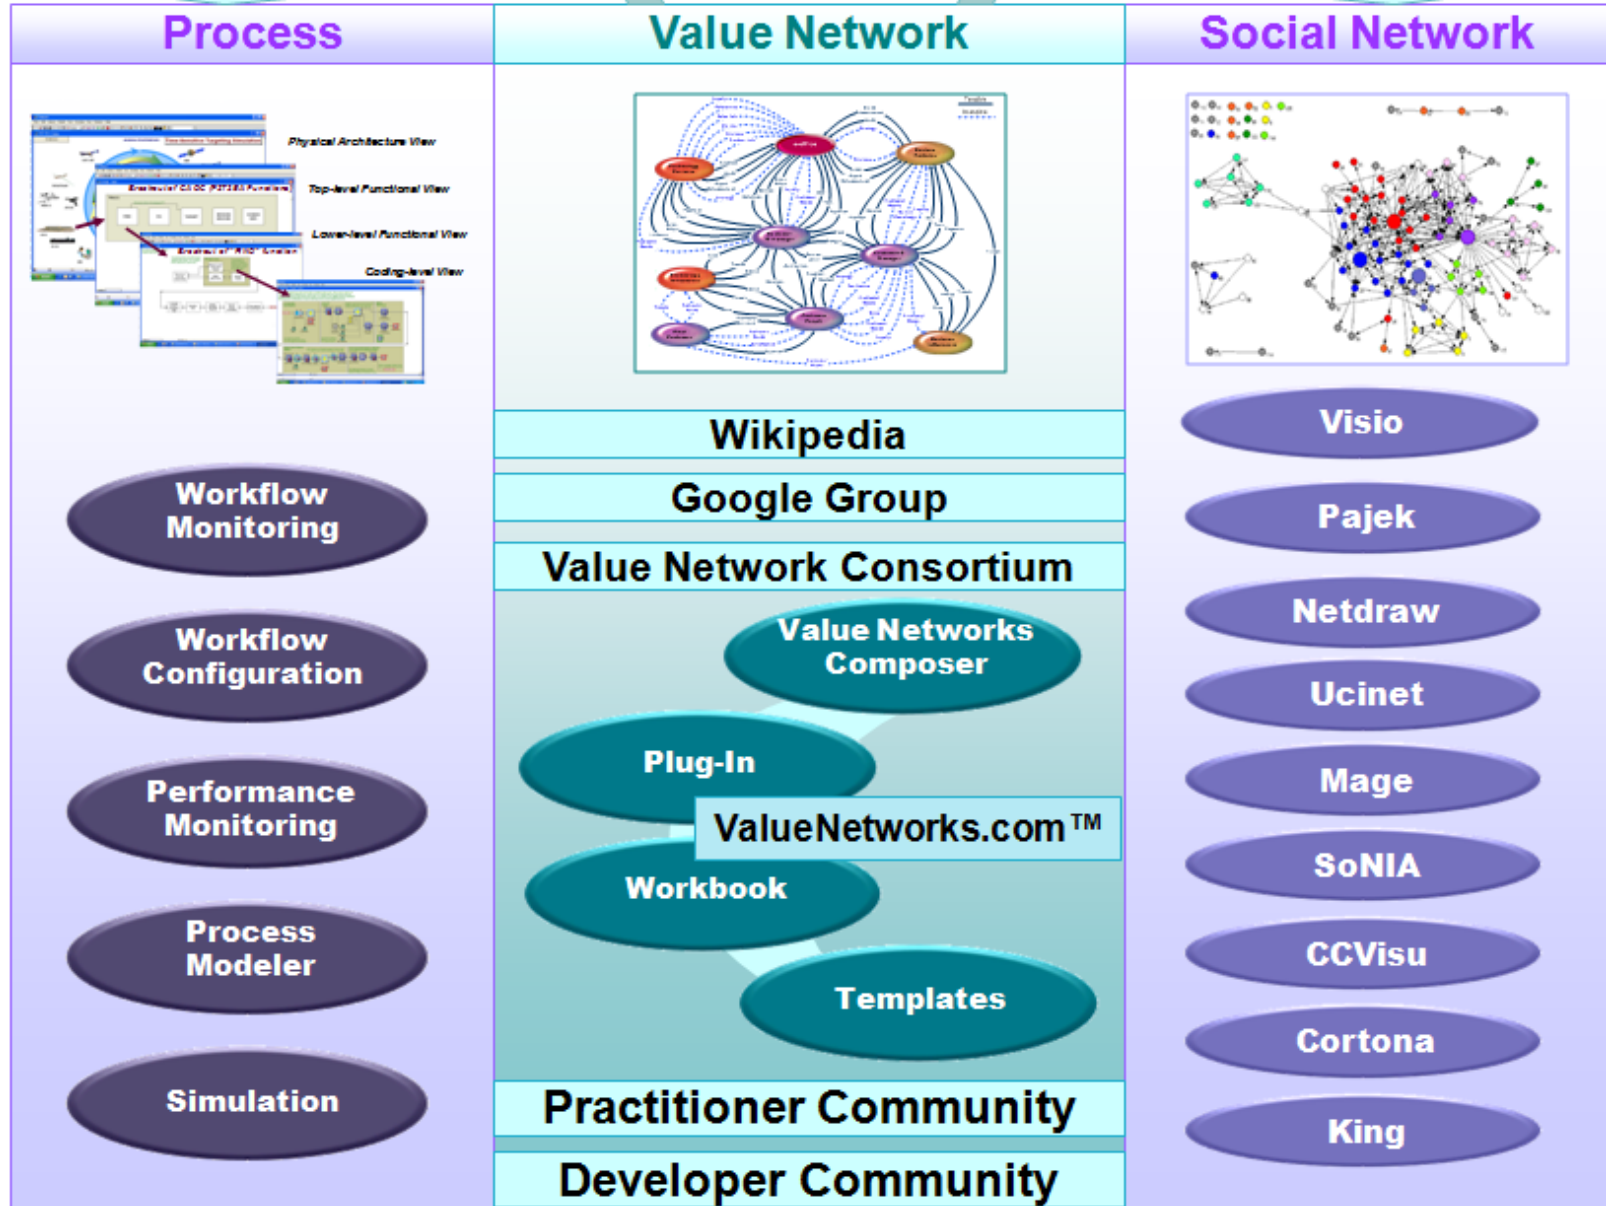 Process
Value Network
Social Network
Physical Architecture View
Top-level Functional View
Lower-level Functional View
Coding-level View
Workflow
Monitoring
Workflow
Configuration
Performance
Monitoring
Process
Modeler
Simulation
Wikipedia
Google Group
Value Network Consortium
Value Networks
Composer
Plug-In
ValueNetworks.com™
Workbook
Templates
Practitioner Community
Developer Community
Visio
Pajek
Netdraw
Ucinet
Mage
SoNIA
CCVisu
Cortona
King